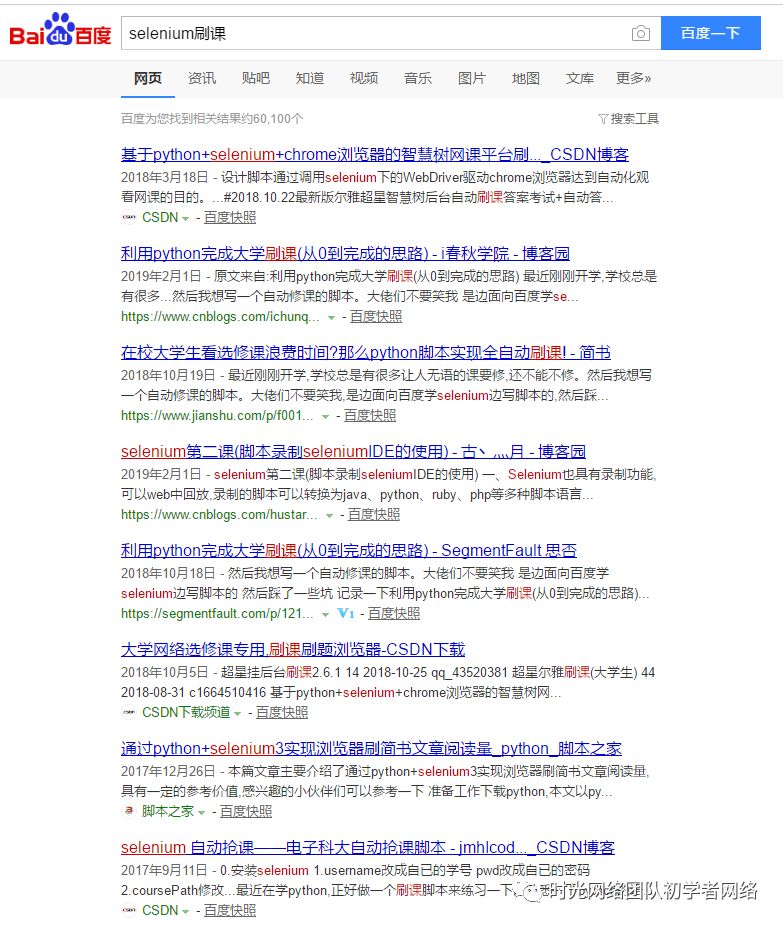 Bai du 百度
selenium刷课
百度一下
网页 资讯 贴吧 知道 视频 音乐 图片 地图 文库 更多»
百度为您找到相关结果约60,100个 搜索工具
基于python+selenium+chrome浏览器的智慧树网课平台刷..._CSDN博客
2018年3月18日 - 设计脚本通过调用selenium下的WebDriver驱动chrome浏览器达到自动化观
看网课的目的。...#2018.10.22最新版尔雅超星智慧树后台自动刷课答案考试+自动答...
CSDN - 百度快照
利用python完成大学刷课(从0到完成的思路) - i春秋学院 - 博客园
2019年2月1日 - 原文来自:利用python完成大学刷课(从0到完成的思路) 最近刚刚开学,学校总是
有很多...然后我想写一个自动修课的脚本。大佬们不要笑我 是边面向百度学se...
https://www.cnblogs.com/ichunq... - 百度快照
在校大学生看选修课浪费时间?那么python脚本实现全自动刷课! - 简书
2018年10月19日 - 最近刚刚开学,学校总是有很多让人无语的课要修,还不能不修。然后我想写
一个自动修课的脚本。大佬们不要笑我,是边面向百度学selenium边写脚本的,然后踩...
https://www.jianshu.com/p/f001... - 百度快照
selenium第二课(脚本录制seleniumIDE的使用) - 古丶灬月 - 博客园
2019年2月1日 - selenium第二课(脚本录制seleniumIDE的使用) 一、Selenium也具有录制功能,
可以web中回放,录制的脚本可以转换为java、python、ruby、php等多种脚本语言...
https://www.cnblogs.com/hustar... - 百度快照
利用python完成大学刷课(从0到完成的思路) - SegmentFault 思否
2018年10月18日 - 然后我想写一个自动修课的脚本。大佬们不要笑我 是边面向百度学
selenium边写脚本的 然后踩了一些坑 记录一下利用python完成大学刷课(从0到完成的思路)...
https://segmentfault.com/p/121... V1 - 百度快照
大学网络选修课专用,刷课刷题浏览器-CSDN下载
2018年10月5日 - 超星挂后台刷课2.6.1 14 2018-10-25 qq_43520381 超星尔雅刷课(大学生) 44
2018-08-31 c1664510416 基于python+selenium+chrome浏览器的智慧树网...
CSDN下载频道 - 百度快照
通过python+selenium3实现浏览器刷简书文章阅读量_python_脚本之家
2017年12月26日 - 本篇文章主要介绍了通过python+selenium3实现浏览器刷简书文章阅读量,
具有一定的参考价值,感兴趣的小伙伴们可以参考一下 准备工作下载python,本文以py...
脚本之家 - 百度快照
selenium 自动抢课——电子科大自动抢课脚本 - jmhlcod..._CSDN博客
2017年9月11日 - 0.安装selenium 1.username改成自己的学号 pwd改成自己的密码
2.coursePath修改...最近在学python,正好做一个刷课脚本来练习一下
时光网络团队初学者网络
CSDN - 百度快照